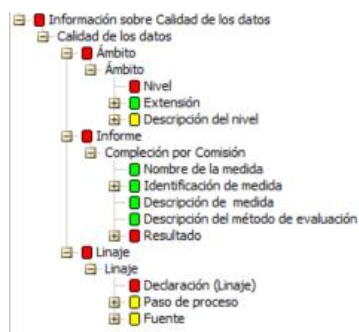 Información sobre Calidad de los datos
Calidad de los datos
Ámbito
Ámbito
Nivel
Extensión
Descripción del nivel
Informe
Compleción por Comisión
Nombre de la medida
Identificación de medida
Descripción de medida
Descripción del método de evaluación
Resultado
Linaje
Linaje
Declaración (Linaje)
Paso de proceso
Fuente